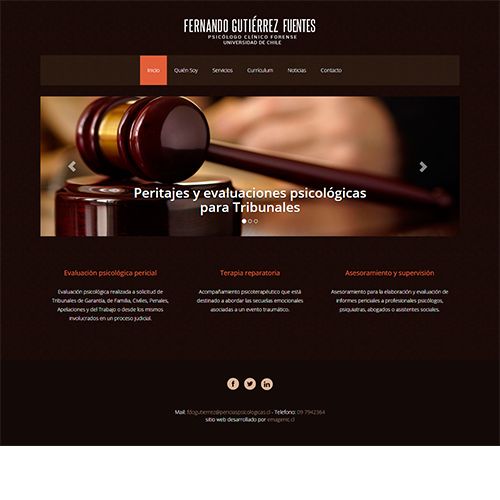 FERNANDO GUTIÉRREZ FUENTES
PSICÓLOGO CLÍNICO FORENSE
UNIVERSIDAD DE CHILE
Inicio Quién Soy Servicios Currículum Noticias Contacto
Peritajes y evaluaciones psicológicas
para Tribunales
Evaluación psicológica pericial
Evaluación psicológica realizada a solicitud de
Tribunales de Garantía, de Familia, Civiles, Penales,
Apelaciones y del Trabajo o desde los mismos
involucrados en un proceso judicial.
Terapia reparatoria
Acompañamiento psicoterapéutico que está
destinado a abordar las secuelas emocionales
asociadas a un evento traumático.
Asesoramiento y supervisión
Asesoramiento para la elaboración y evaluación de
informes periciales a profesionales psicólogos,
psiquiatras, abogados o asistentes sociales.
Mail: fdogutierrez@periciaspsicologicas.cl - Telefono: 09 7942364
sitio web desarrollado por emagenic.cl